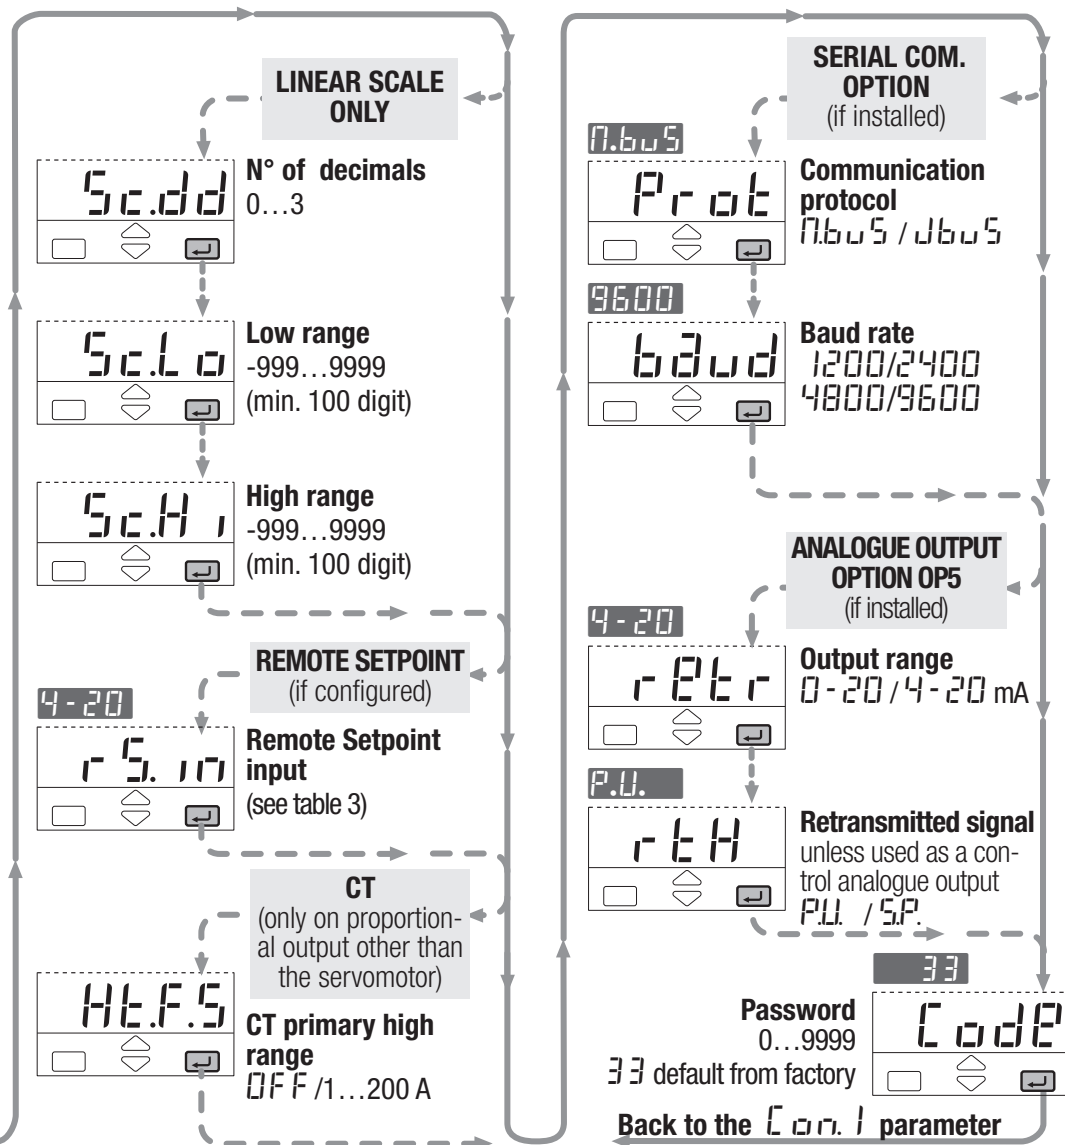 LINEAR SCALE
ONLY
Sc.dd
N° of decimals
0…3
Sc.Lo
Low range
-999…9999
(min. 100 digit)
Sc.Hi
High range
-999…9999
(min. 100 digit)
REMOTE SETPOINT
(if configured)
4-20
rS.in
Remote Setpoint
input
(see table 3)
CT
(only on proportion-
al output other than
the servomotor)
Ht.F.S
CT primary high
range
OFF /1…200 A
SERIAL COM.
OPTION
(if installed)
M.buS
Prot
Communication
protocol
M.buS / JbuS
9600
baud
Baud rate
1200/2400
4800/9600
ANALOGUE OUTPUT
OPTION OP5
(if installed)
4-20
rEtr
Output range
0-20 / 4-20 mA
P.U.
rtH
Retransmitted signal
unless used as a con-
trol analogue output
P.U. / S.P.
33
CodE
Password
0…9999
33 default from factory
Back to the Con.1 parameter